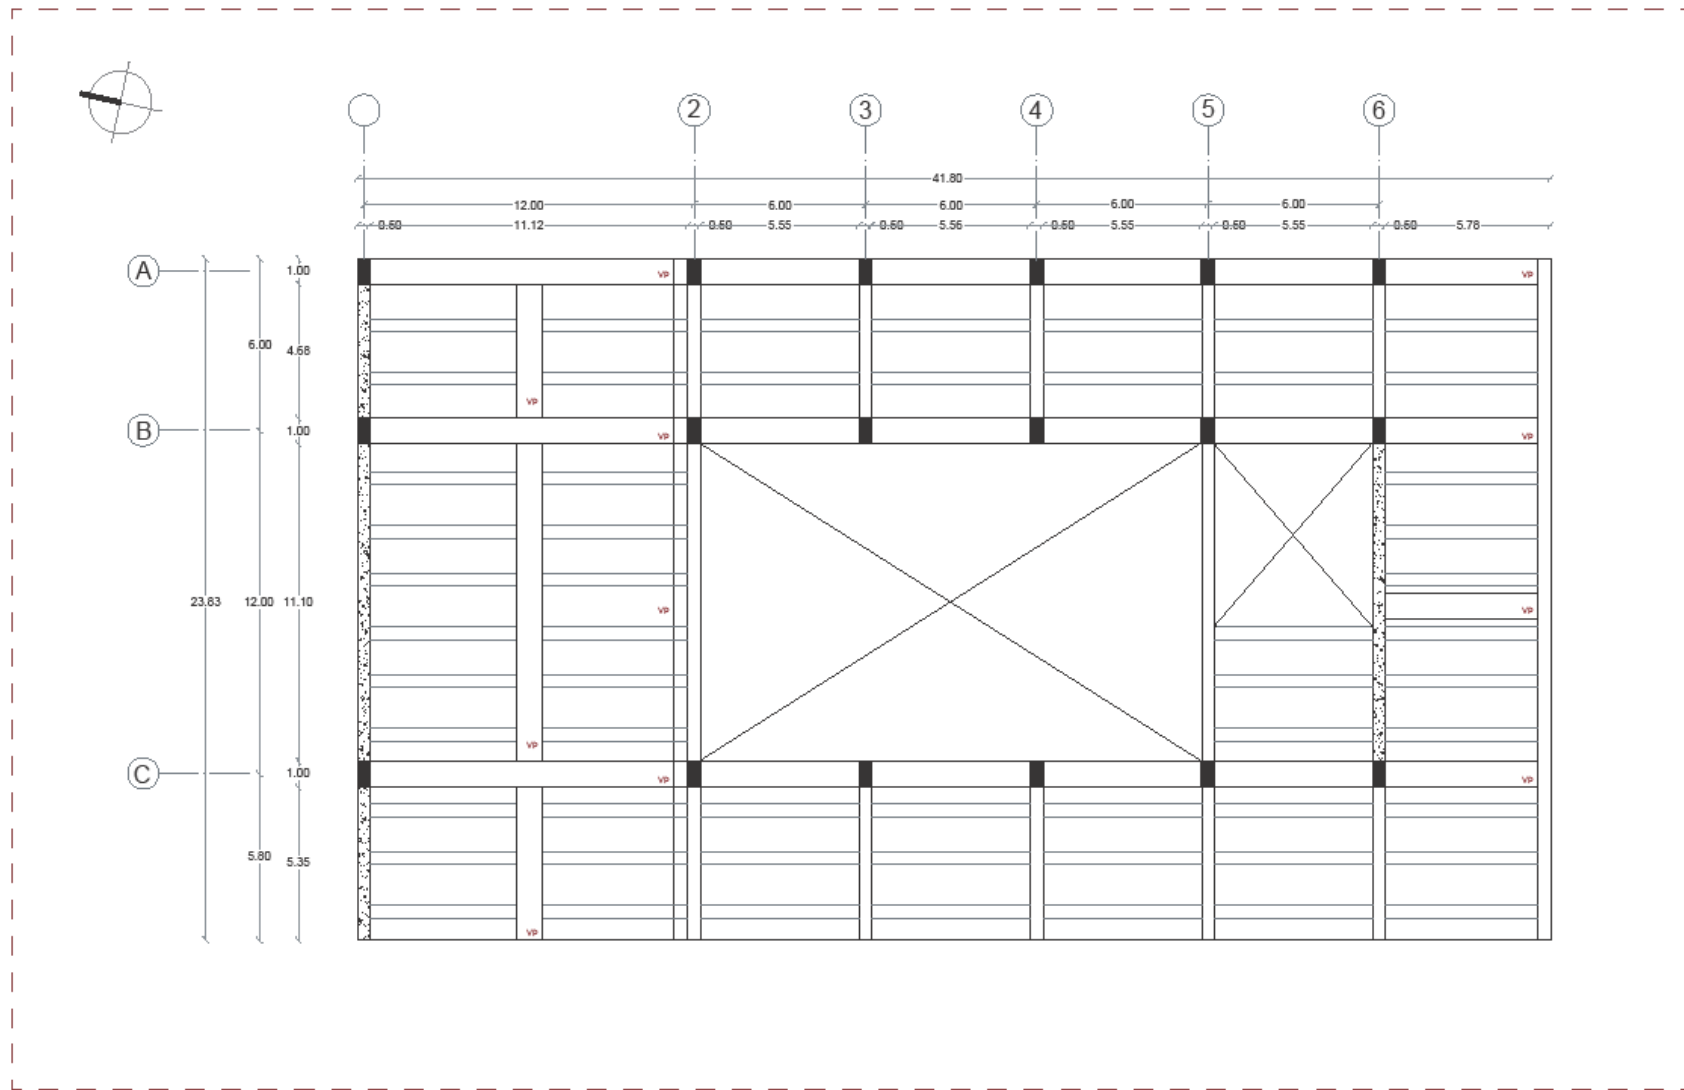 2 3 4 5 6
41.80
12.00 6.00 6.00 6.00 6.00
0.60 11.12 0.60 5.55 0.60 5.56 0.60 5.55 0.60 5.55 0.60 5.78
A 1.00 VP VP
6.00 4.68
VP
B 1.00 VP VP
23.83 12.00 11.10 VP VP
VP
C 1.00 VP VP
5.80 5.35
VP